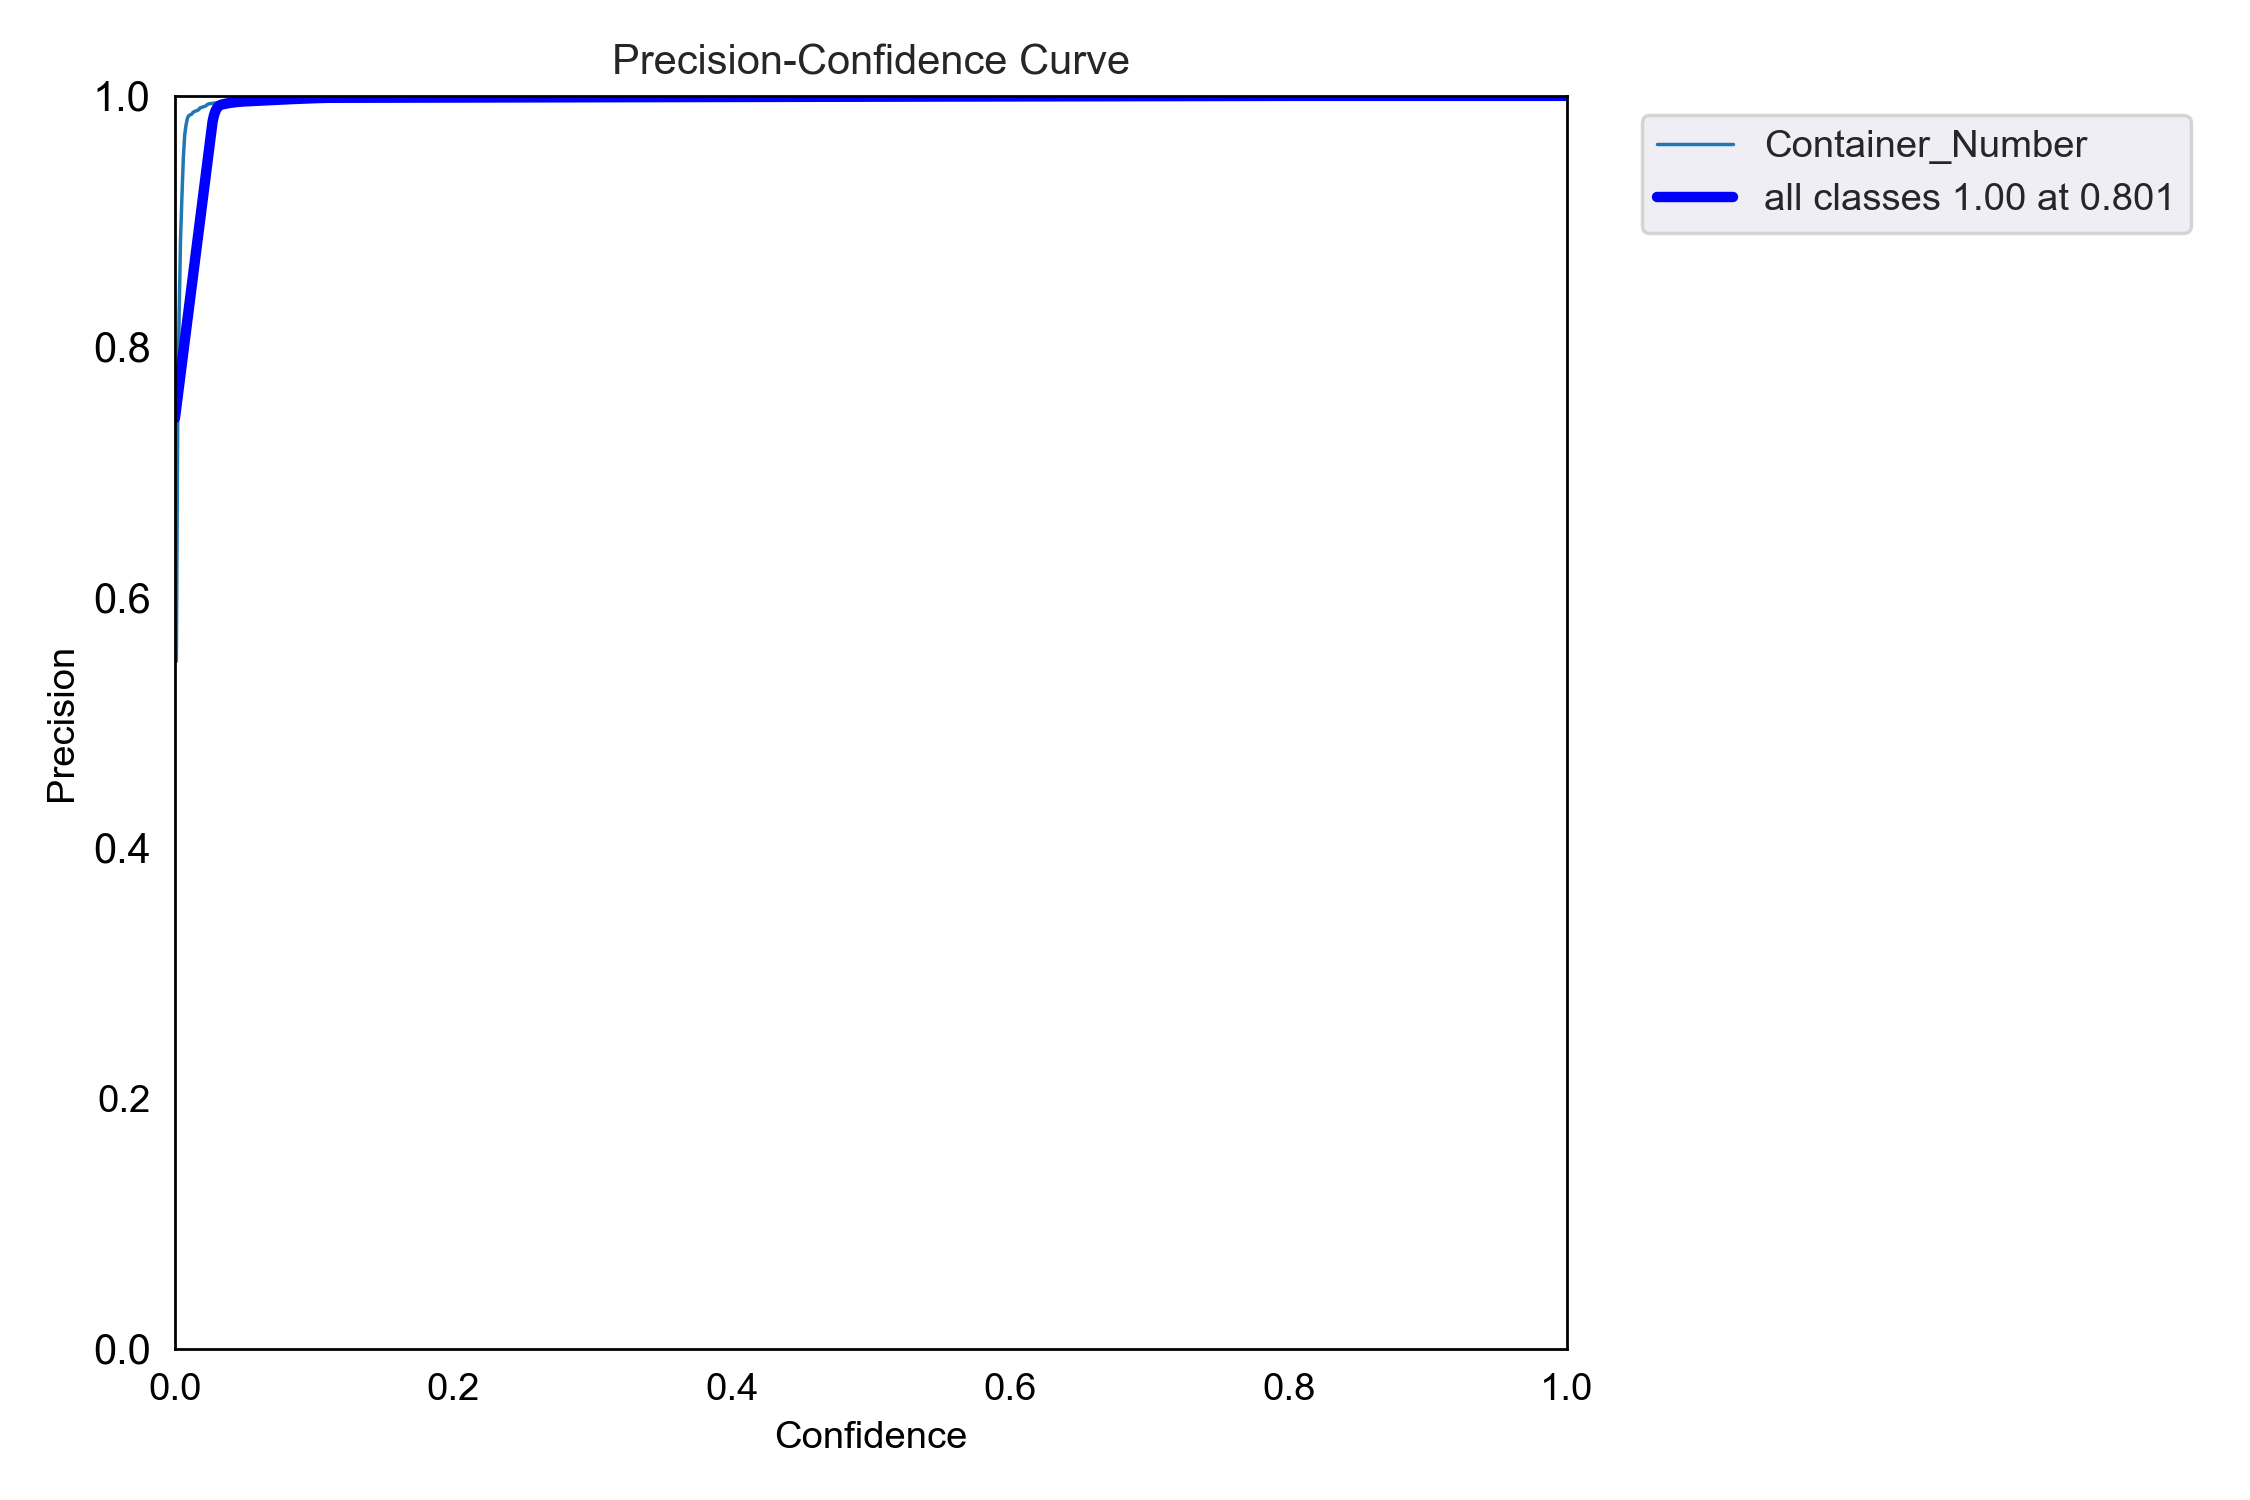 Precision-Confidence Curve
1.0
0.8
0.6
0.4
0.2
0.0
Precision
0.0 0.2 0.4 0.6 0.8 1.0
Confidence
Container_Number
all classes 1.00 at 0.801